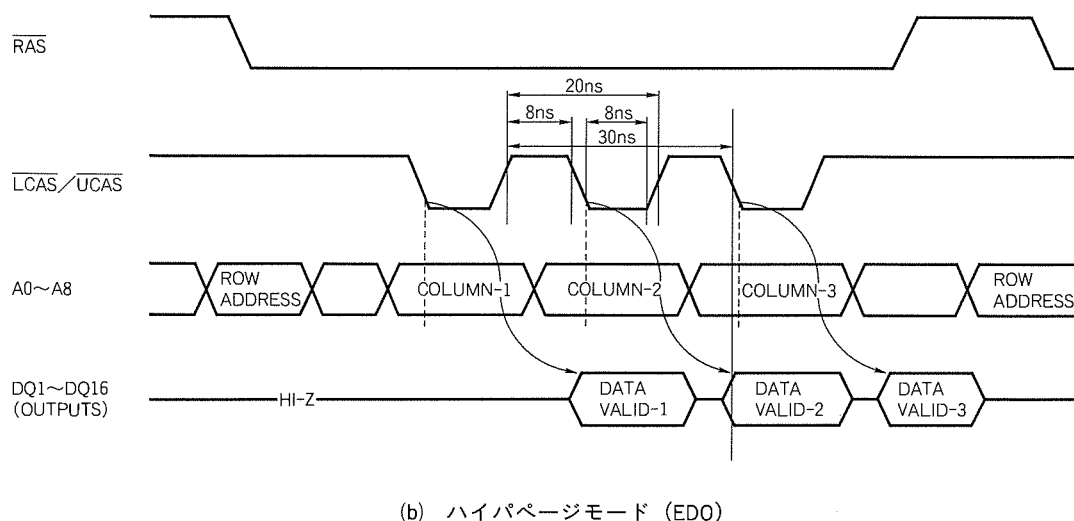 RAS
20ns
8ns
8ns
30ns
LCAS/UCAS
A0～A8
ROW
ADDRESS
COLUMN-1
COLUMN-2
COLUMN-3
ROW
ADDRESS
DQ1～DQ16
(OUTPUTS)
HI-Z
DATA
VALID-1
DATA
VALID-2
DATA
VALID-3
(b) ハイパページモード (EDO)